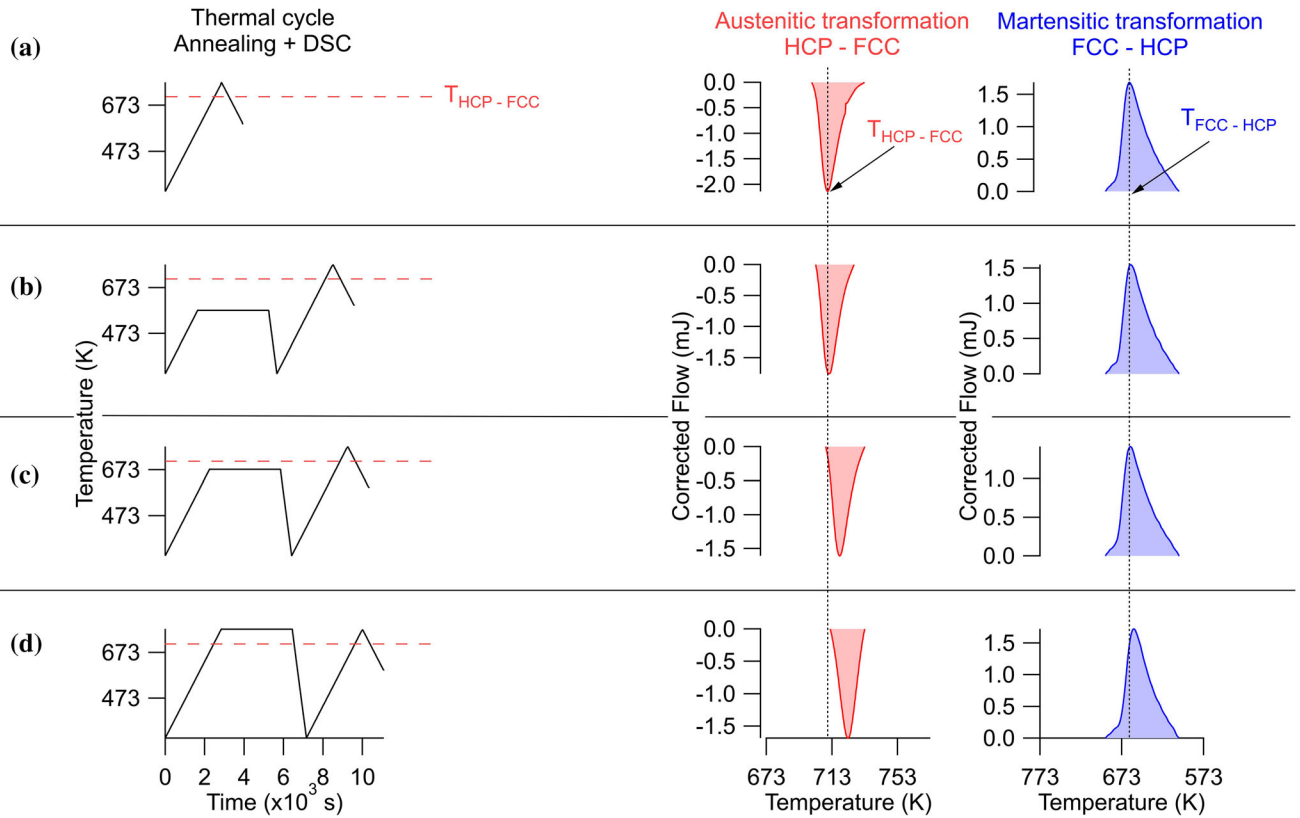 Thermal cycle
Annealing + DSC
Austenitic transformation
HCP - FCC
Martensitic transformation
FCC - HCP
(a)
673
473
T HCP - FCC
0.0
-0.5
-1.0
-1.5
-2.0
T HCP - FCC
1.5
1.0
0.5
0.0
T FCC - HCP
(b)
673
473
0.0
-0.5
-1.0
-1.5
1.5
1.0
0.5
0.0
Temperature (K)
Corrected Flow (mJ)
Corrected Flow (mJ)
(c)
673
473
0.0
-0.5
-1.0
-1.5
1.0
0.5
0.0
(d)
673
473
0.0
-0.5
-1.0
-1.5
1.5
1.0
0.5
0.0
0 2 4 6 8 10
Time (x10³ s)
673 713 753
Temperature (K)
773 673 573
Temperature (K)